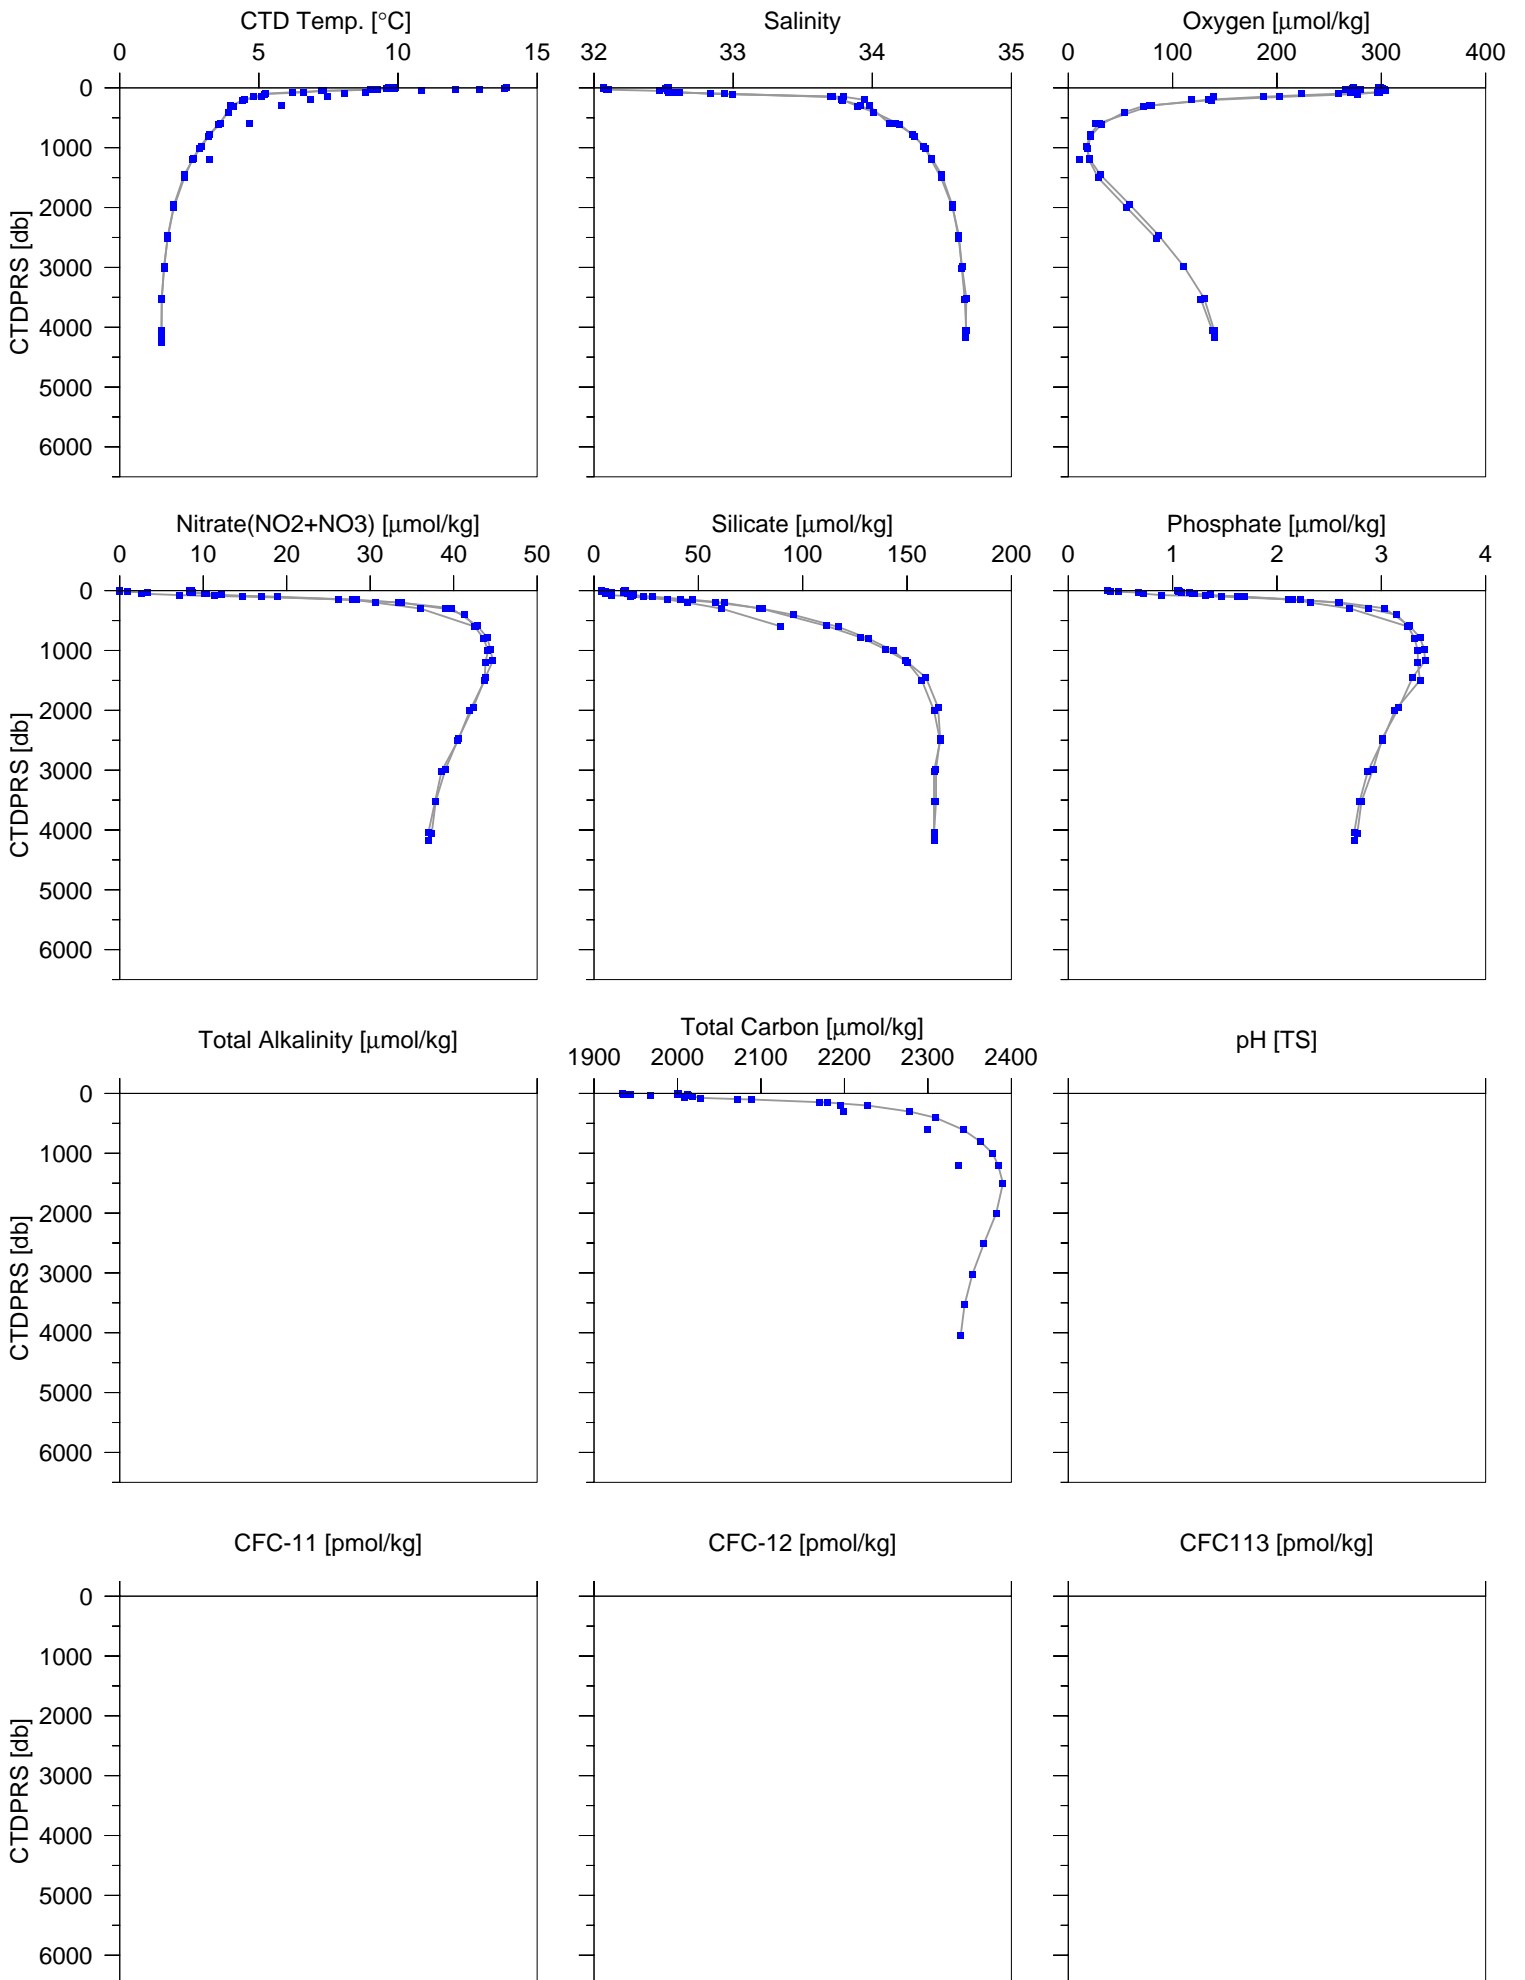 CTD Temp. [°C] Salinity Oxygen [μmol/kg]
0 5 10 15 32 33 34 35 0 100 200 300 400
0
1000
2000
3000
4000
5000
6000
CTDPRS [db]
Nitrate(NO2+NO3) [μmol/kg] Silicate [μmol/kg] Phosphate [μmol/kg]
0 10 20 30 40 50 0 50 100 150 200 0 1 2 3 4
0
1000
2000
3000
4000
5000
6000
CTDPRS [db]
Total Alkalinity [μmol/kg] Total Carbon [μmol/kg] pH [TS]
1900 2000 2100 2200 2300 2400
0
1000
2000
3000
4000
5000
6000
CTDPRS [db]
CFC-11 [pmol/kg] CFC-12 [pmol/kg] CFC113 [pmol/kg]
0
1000
2000
3000
4000
5000
6000
CTDPRS [db]